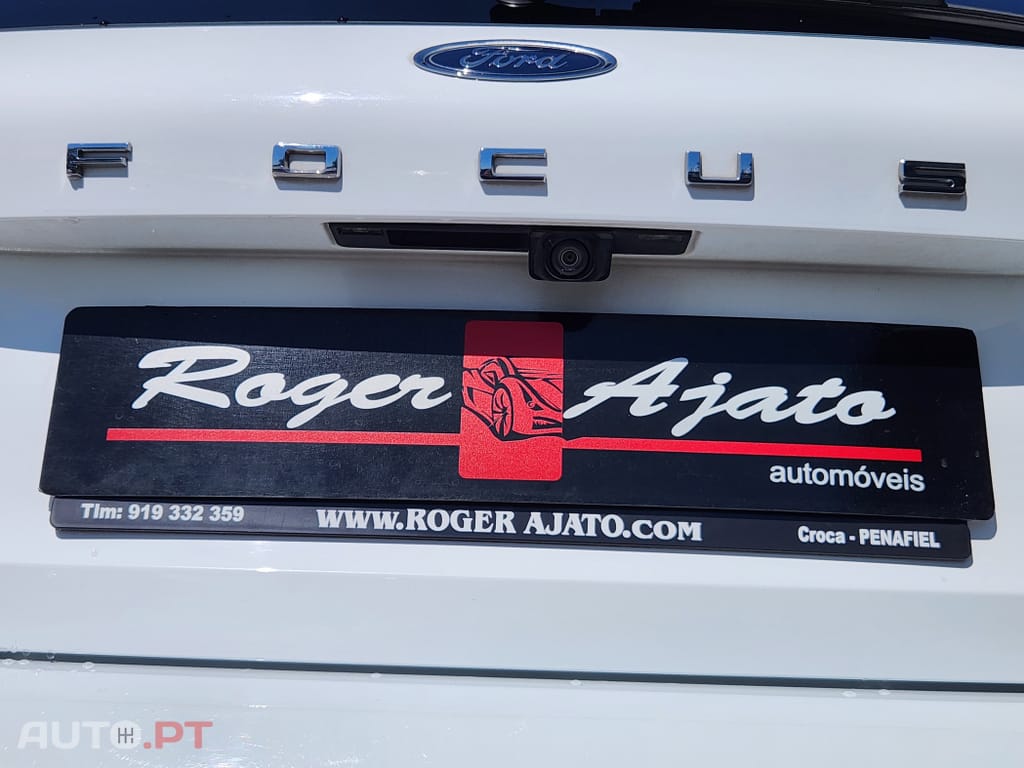 Ford
FOCUS
Roger Ajato
automóveis
Tlm: 919 332 359 WWW.ROGER AJATO.COM Croca - PENAFIEL
AUTO.PT